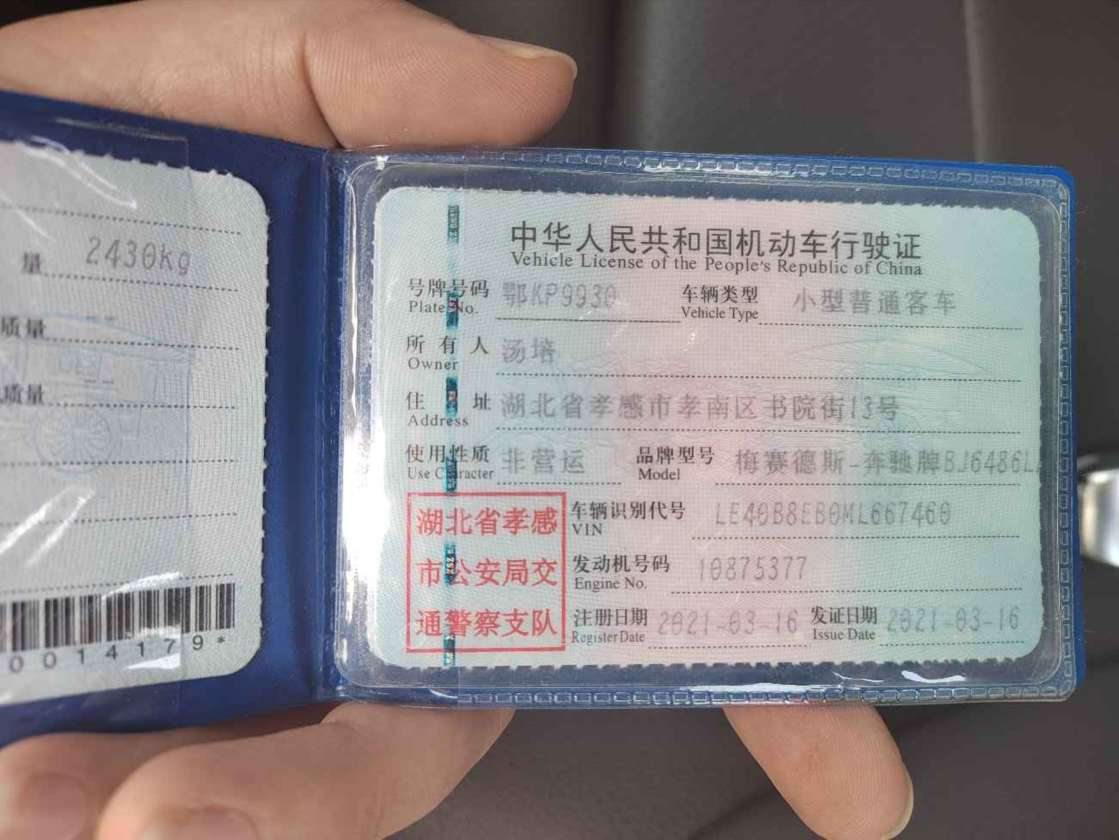 量 2430kg
质量 --
质量 --
0014179*
中华人民共和国机动车行驶证
Vehicle License of the People's Republic of China
号牌号码 鄂KP9930 车辆类型 小型普通客车
Plate No. Vehicle Type
所有人 汤培
Owner
住址 湖北省孝感市孝南区书院街13号
Address
使用性质 非营运 品牌型号 梅赛德斯-奔驰牌BJ6486L
Use Character Model
湖北省孝感
市公安局交
通警察支队
车辆识别代号 LE40B8EB0ML667460
VIN
发动机号码 10875377
Engine No.
注册日期 2021-03-16 发证日期 2021-03-16
Register Date Issue Date